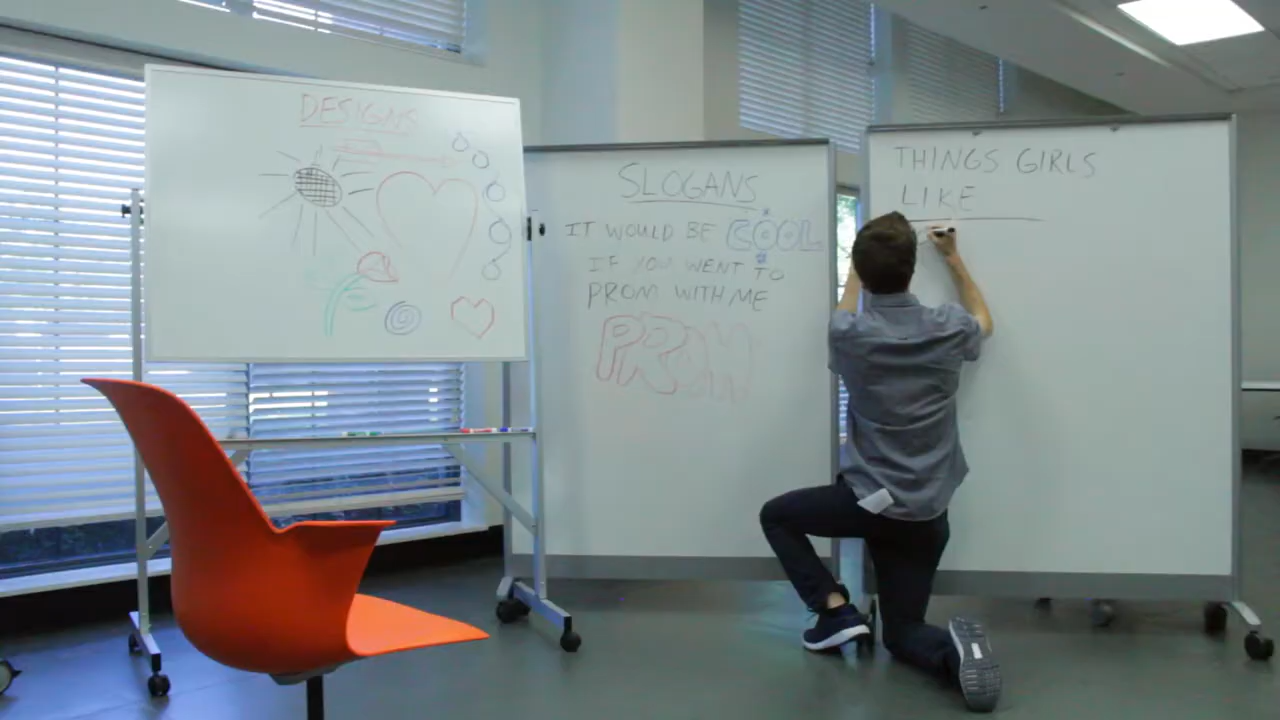 DESIGNS
SLOGANS
IT WOULD BE COOL
IF YOU WENT TO
PROM WITH ME
PROM
THINGS GIRLS
LIKE